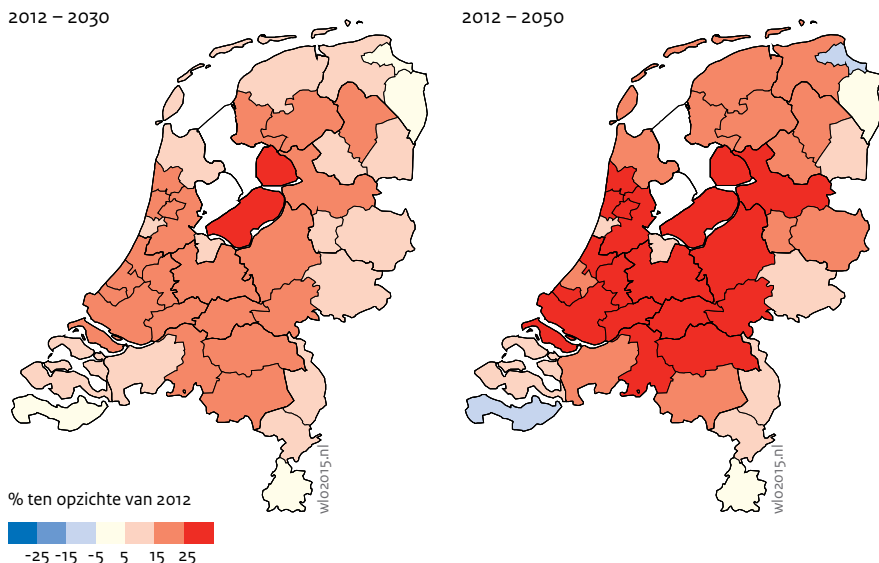 2012 – 2030
2012 – 2050
wlo2015.nl
wlo2015.nl
% ten opzichte van 2012
-25 -15 -5 5 15 25